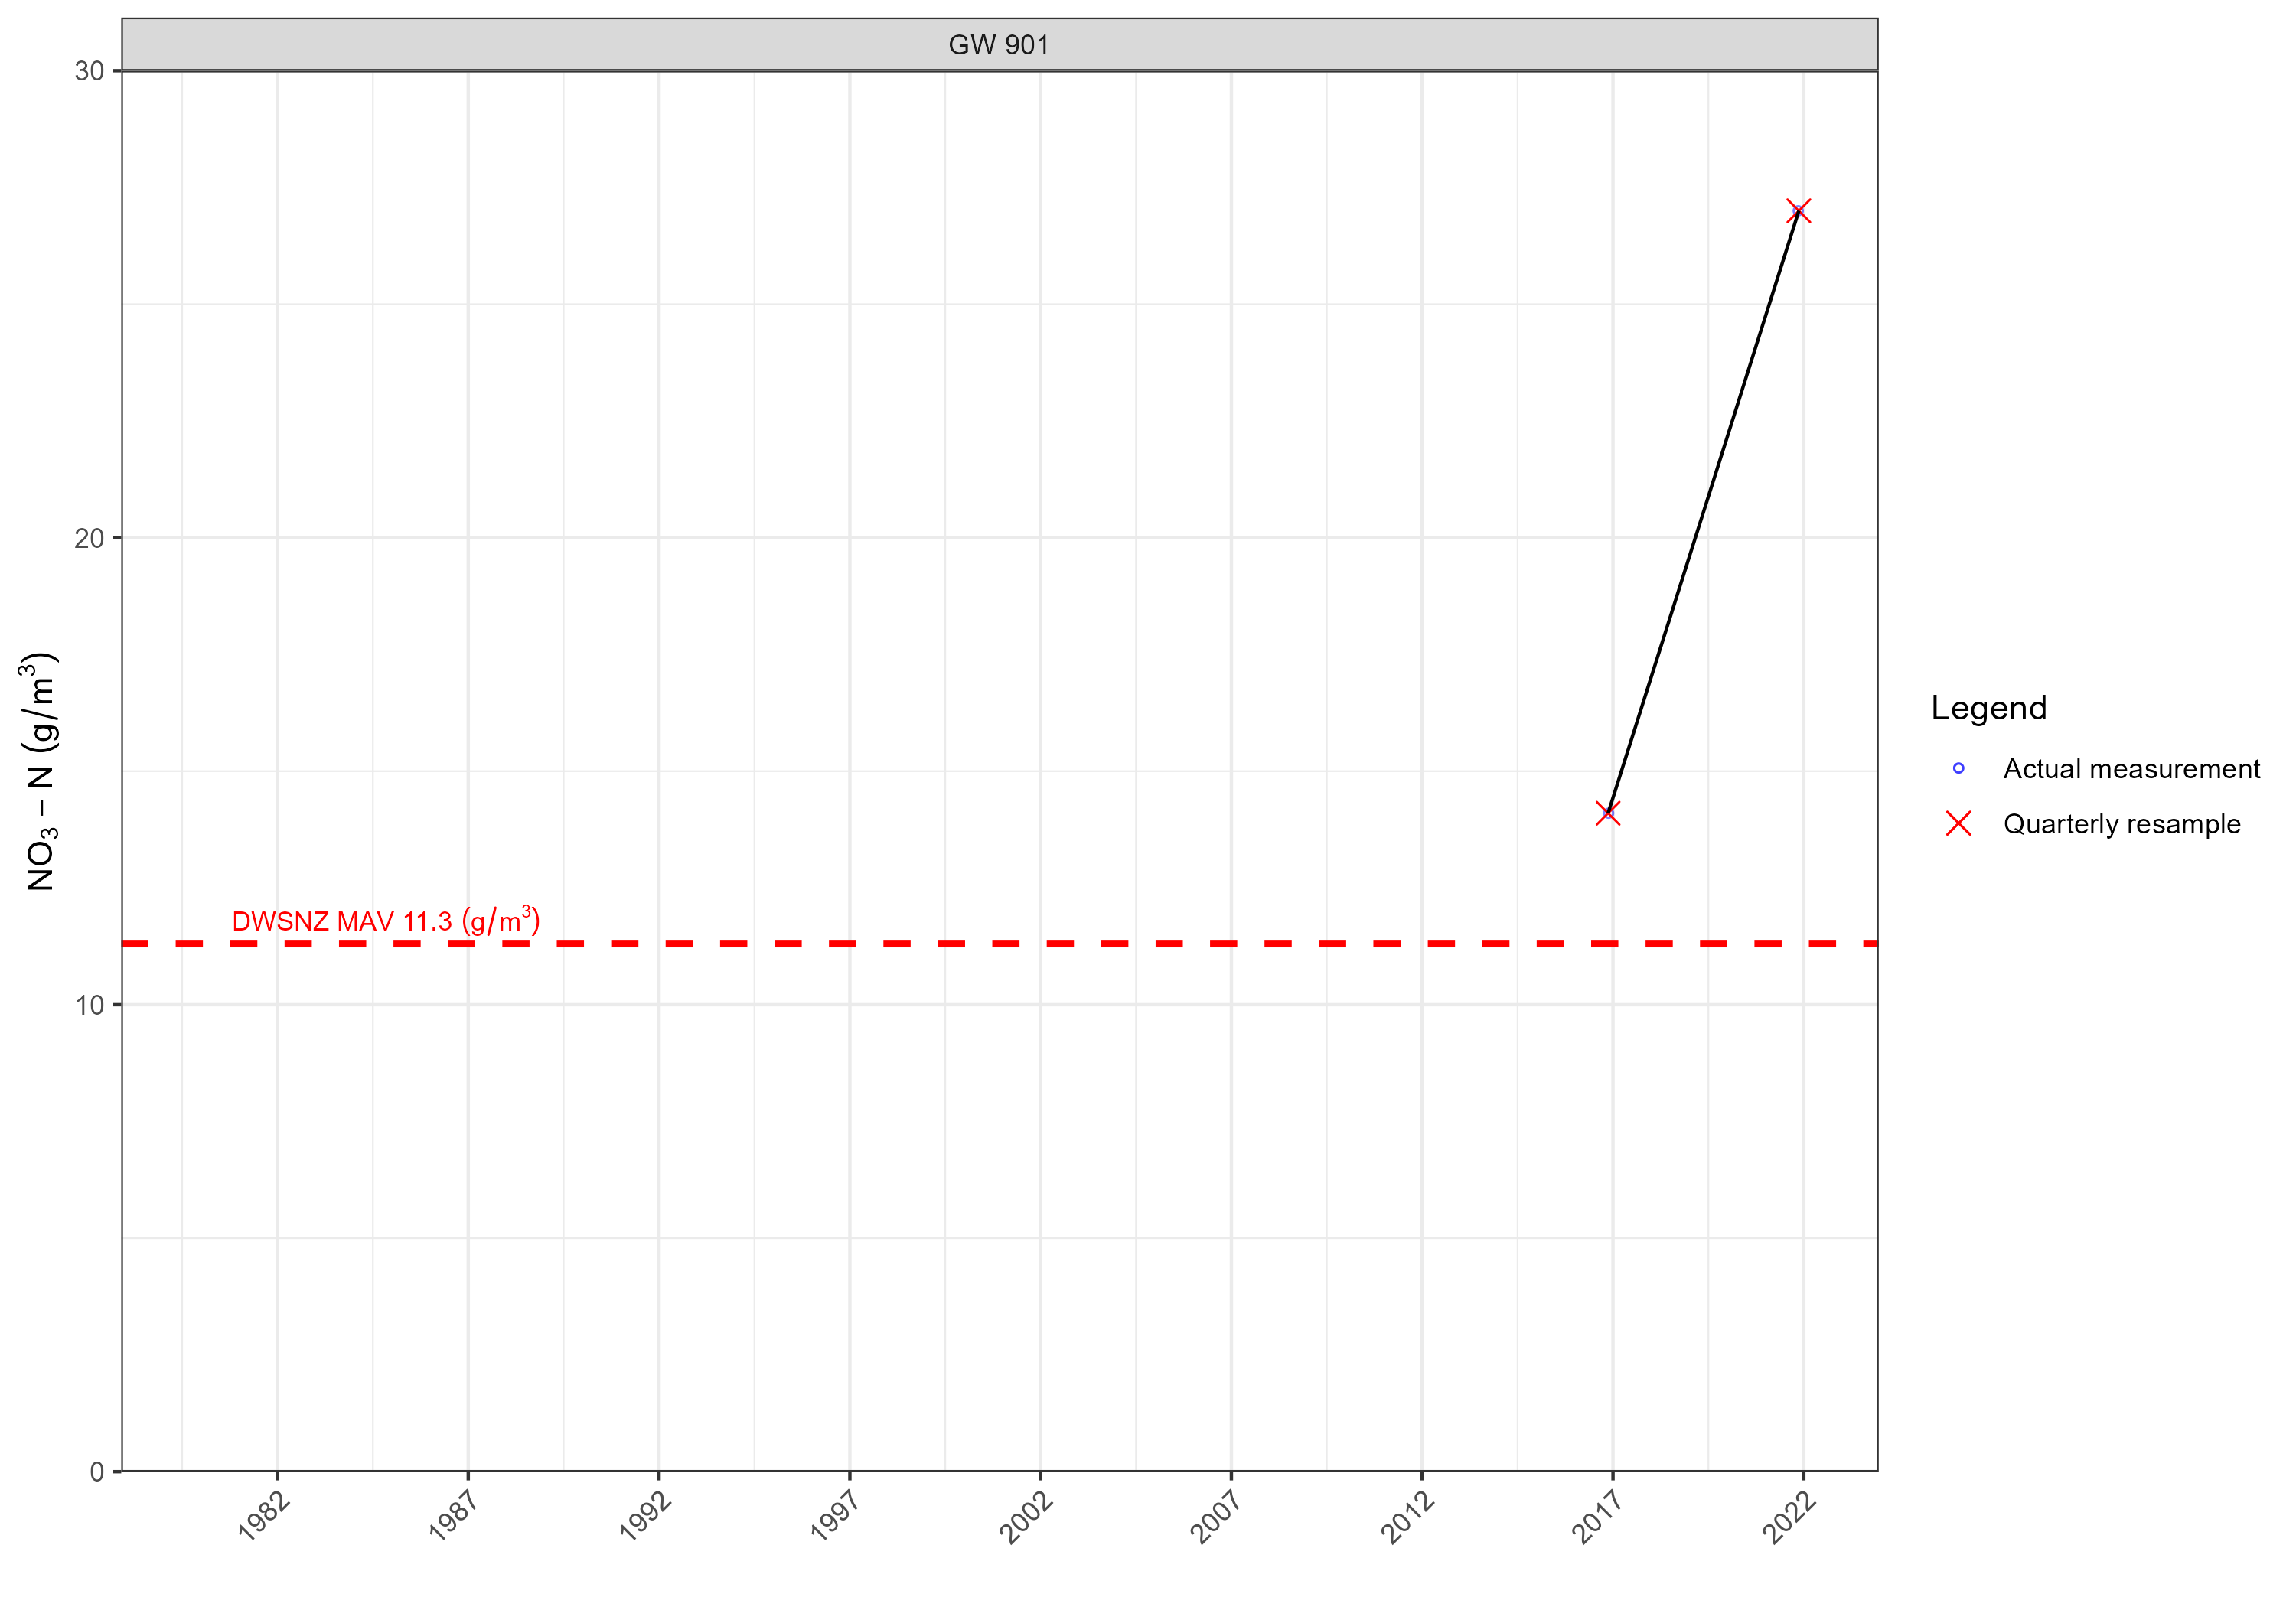 GW 901
30
20
10
0
NO₃ – N (g/m³)
DWSNZ MAV 11.3 (g/m³)
1982
1987
1992
1997
2002
2007
2012
2017
2022
Legend
Actual measurement
Quarterly resample